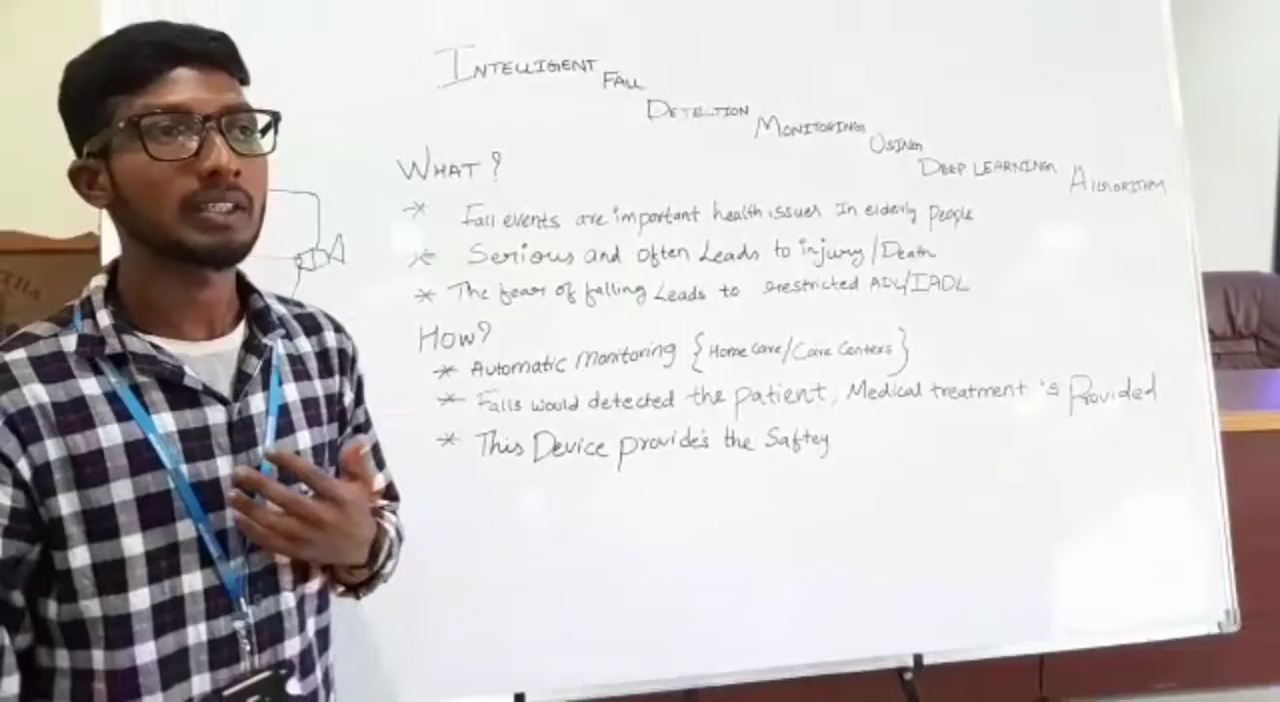 INTELLIGENT FALL DETECTION MONITORING USING DEEP LEARNING ALGORITHM
WHAT?
* Fall events are important health issues In elderly people
* Serious and often Leads to injury/Death
* The fear of falling Leads to restricted ADL/IADL
How?
* Automatic Monitoring {Home Care/Care Centers}
* Falls would detected the patient, Medical treatment is Provided
* This Device provide's the Saftey